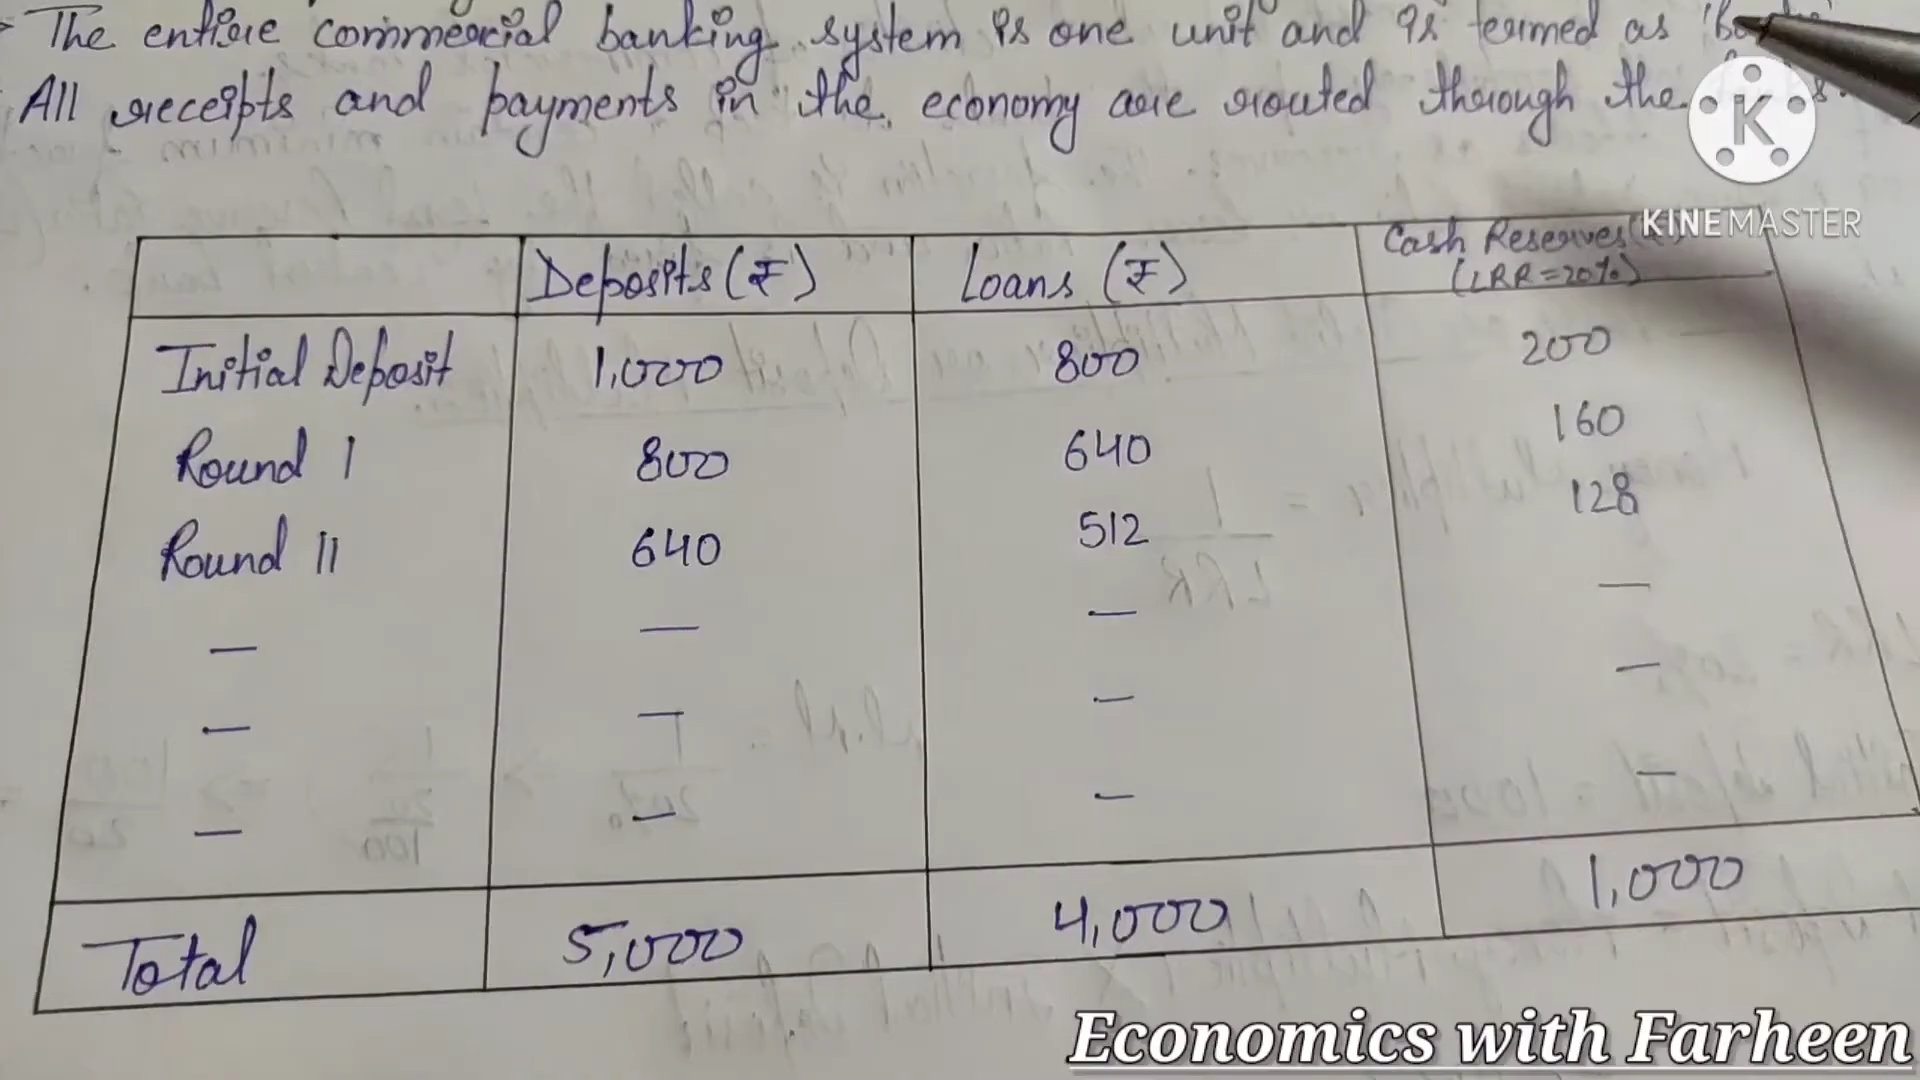 The entire commercial banking system is one unit and is termed as
All receipts and payments in the economy are routed through the
K
KINEMASTER
Deposits (₹) Loans (₹) Cash Reserves (LRR=20%)
Initial Deposit 1,000 800 200
Round I 800 640 160
Round II 640 512 128
— — — —
— — — —
— — — —
Total 5,000 4,000 1,000
Economics with Farheen